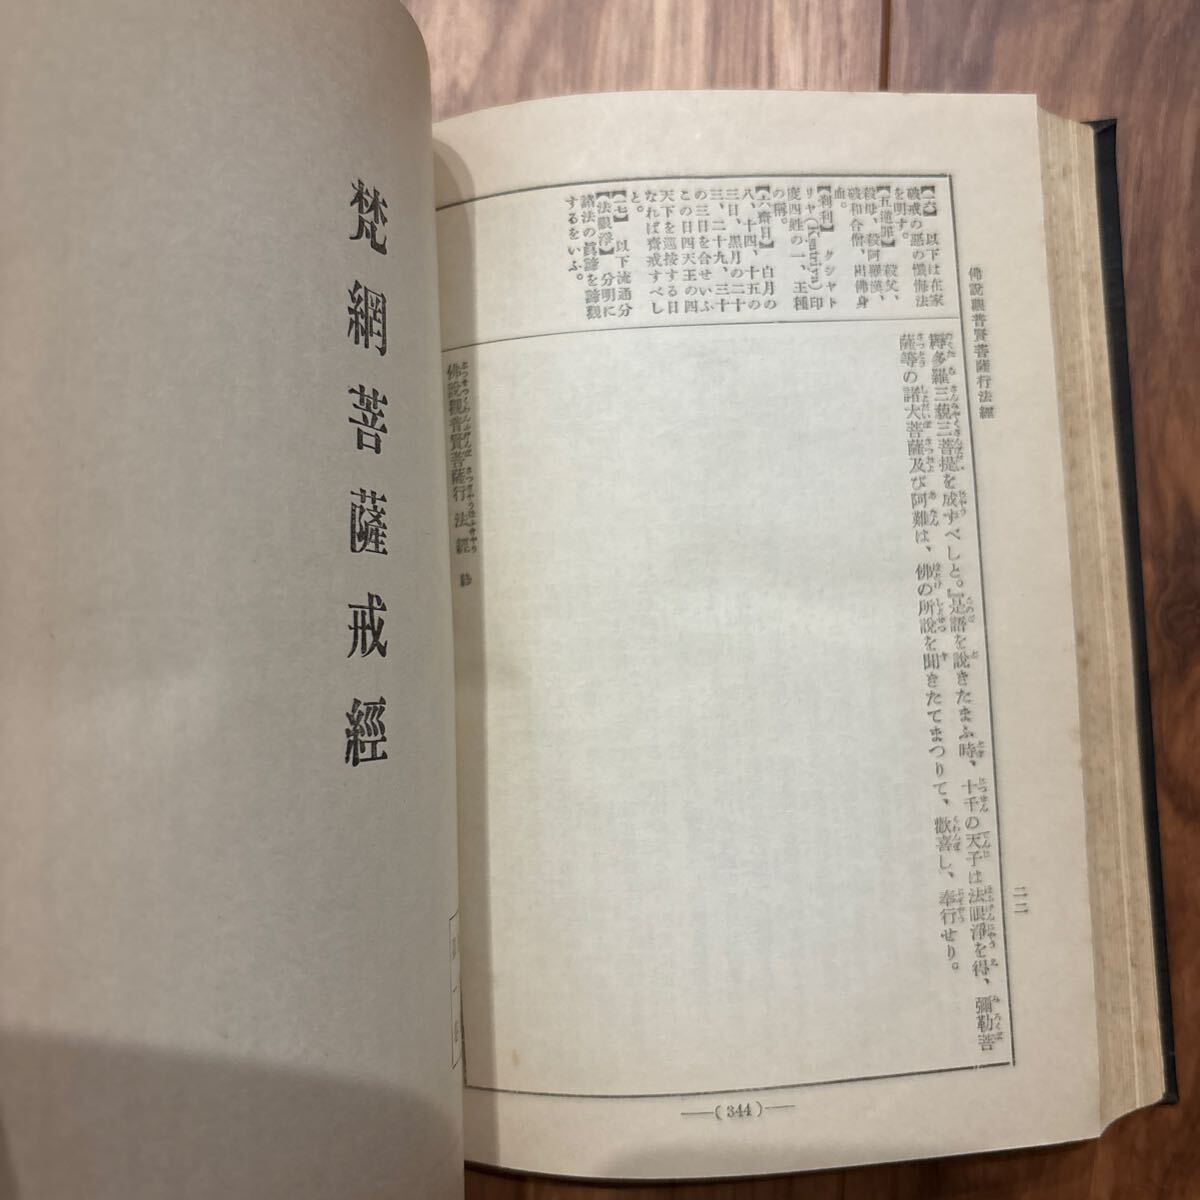 佛說觀普賢菩薩行法經
二二
【六】 以下は在家
破戒の惡の懺悔法
を明す。
【五逆罪】 殺父、
殺母、殺阿羅漢、
破和合僧、出佛身
血。
【刹利】 クシャト
リヤ(Kṣatriya)印
度四姓の一、王種
の稱。
【六齋日】 白月の
八、十四、十五の
三日、黑月の二十
三、二十九、三十
の三日を合せいふ
この日四天王の四
天下を巡按する日
なれば齋戒すべし
と。
【七】 以下流通分
【法眼淨】 分明に
諸法の眞諦を諦觀
するをいふ。
耨多羅三藐三菩提を成ずべしと。』是語を說きたまふ時、十千の天子は法眼淨を得、彌勒菩
薩等の諸大菩薩及び阿難は、佛の所說を聞きたてまつりて、歡喜し、奉行せり。
佛說觀普賢菩薩行法經 終
(344)
梵網菩薩戒經